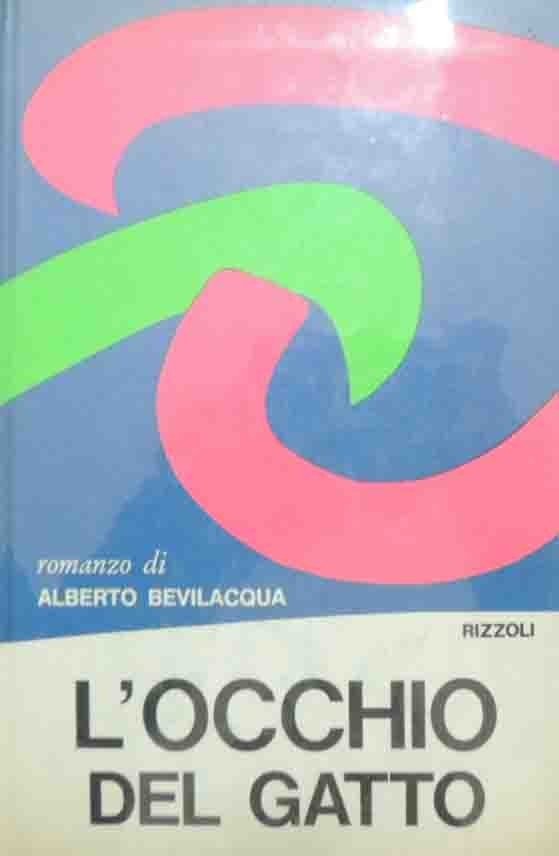 romanzo di
ALBERTO BEVILACQUA
RIZZOLI
L'OCCHIO
DEL GATTO